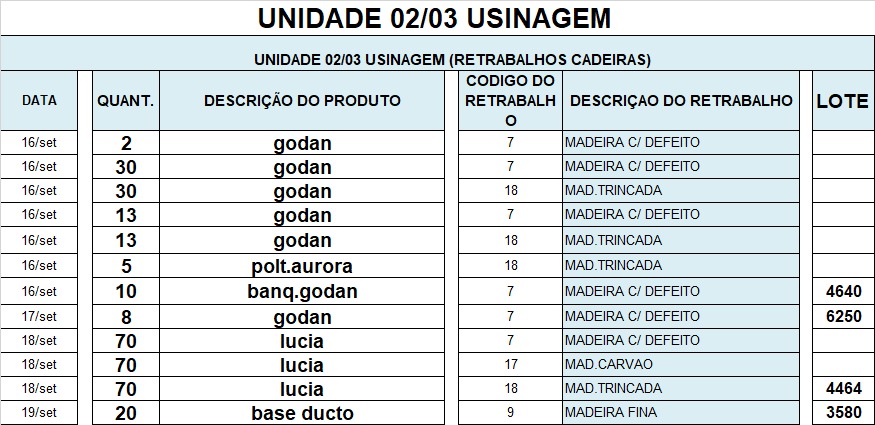 UNIDADE 02/03 USINAGEM
UNIDADE 02/03 USINAGEM (RETRABALHOS CADEIRAS)
DATA QUANT. DESCRIÇÃO DO PRODUTO CODIGO DO RETRABALHO DESCRIÇAO DO RETRABALHO LOTE
16/set 2 godan 7 MADEIRA C/ DEFEITO
16/set 30 godan 7 MADEIRA C/ DEFEITO
16/set 30 godan 18 MAD.TRINCADA
16/set 13 godan 7 MADEIRA C/ DEFEITO
16/set 13 godan 18 MAD.TRINCADA
16/set 5 polt.aurora 18 MAD.TRINCADA
16/set 10 banq.godan 7 MADEIRA C/ DEFEITO 4640
17/set 8 godan 7 MADEIRA C/ DEFEITO 6250
18/set 70 lucia 7 MADEIRA C/ DEFEITO
18/set 70 lucia 17 MAD.CARVAO
18/set 70 lucia 18 MAD.TRINCADA 4464
19/set 20 base ducto 9 MADEIRA FINA 3580